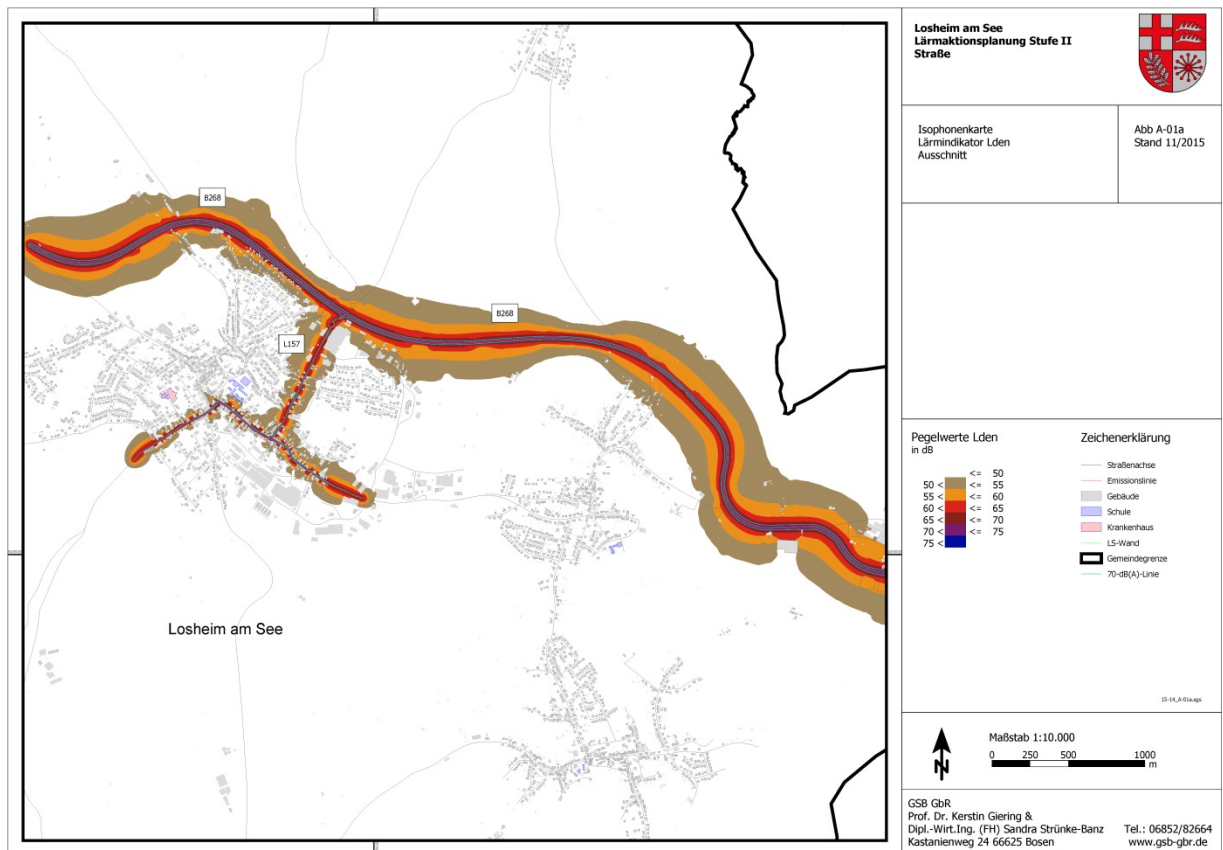 Losheim am See
Lärmaktionsplanung Stufe II
Straße
Isophonenkarte
Lärmindikator Lden
Ausschnitt
Abb A-01a
Stand 11/2015
B268
B268
L157
Losheim am See
Pegelwerte Lden
in dB
<= 50
50 < <= 55
55 < <= 60
60 < <= 65
65 < <= 70
70 < <= 75
75 <
Zeichenerklärung
Straßenachse
Emissionslinie
Gebäude
Schule
Krankenhaus
LS-Wand
Gemeindegrenze
70-dB(A)-Linie
15-14_A-01a.sgs
N
Maßstab 1:10.000
0 250 500 1000
m
GSB GbR
Prof. Dr. Kerstin Giering &
Dipl.-Wirt.Ing. (FH) Sandra Strünke-Banz Tel.: 06852/82664
Kastanienweg 24 66625 Bosen www.gsb-gbr.de